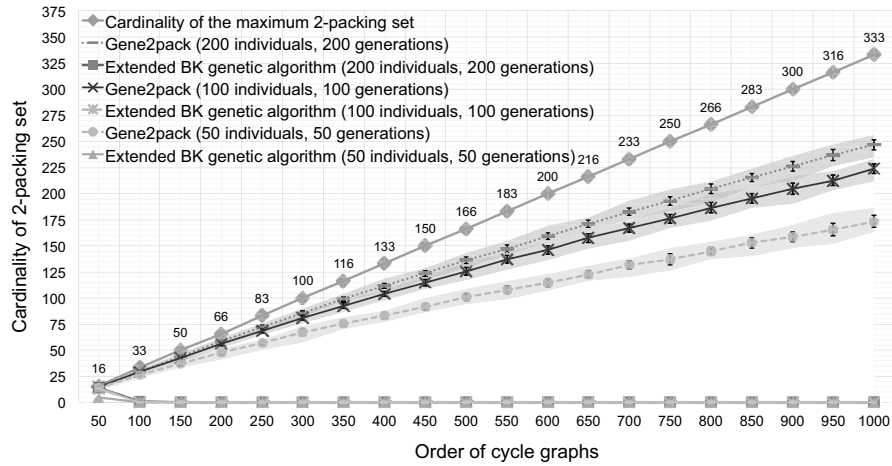 375
350
325
300
275
250
225
200
175
150
125
100
75
50
25
0
Cardinality of 2-packing set
Cardinality of the maximum 2-packing set
Gene2pack (200 individuals, 200 generations)
Extended BK genetic algorithm (200 individuals, 200 generations)
Gene2pack (100 individuals, 100 generations)
Extended BK genetic algorithm (100 individuals, 100 generations)
Gene2pack (50 individuals, 50 generations)
Extended BK genetic algorithm (50 individuals, 50 generations)
16 33 50 66 83 100 116 133 150 166 183 200 216 233 250 266 283 300 316 333
50 100 150 200 250 300 350 400 450 500 550 600 650 700 750 800 850 900 950 1000
Order of cycle graphs